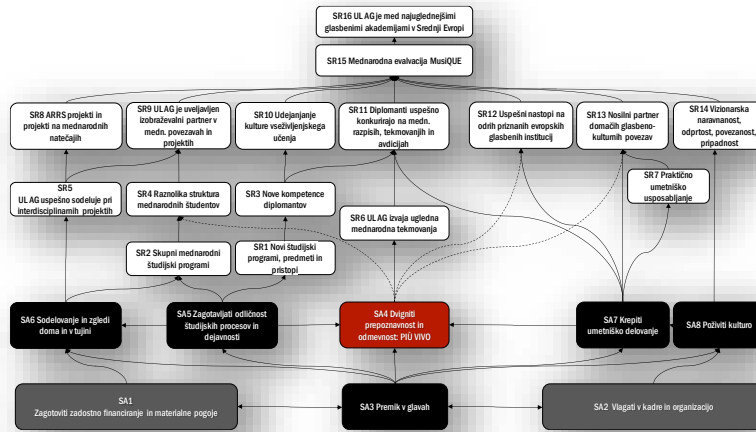 SR16 UL AG je med najuglednejšimi
glasbenimi akademijami v Srednji Evropi
SR15 Mednarodna evalvacija MusiQUE
SR8 ARRS projekti in
projekti na mednarodnih
natečajih
SR9 UL AG je uveljavljen
izobraževalni partner v
medn. povezavah in
projektih
SR10 Udejanjanje
kulture vseživljenjskega
učenja
SR11 Diplomanti uspešno
konkurirajo na medn.
razpisih, tekmovanjih in
avdicijah
SR12 Uspešni nastopi na
odrih priznanih evropskih
glasbenih institucij
SR13 Nosilni partner
domačih glasbeno-
kulturnih povezav
SR14 Vizionarska
naravnanost,
odprtost, povezanost,
pripadnost
SR5
UL AG uspešno sodeluje pri
interdisciplinarnih projektih
SR4 Raznolika struktura
mednarodnih študentov
SR3 Nove kompetence
diplomantov
SR7 Praktično
umetniško
usposabljanje
SR6 UL AG izvaja ugledna
mednarodna tekmovanja
SR2 Skupni mednarodni
študijski programi
SR1 Novi študijski
programi, predmeti in
pristopi
SA6 Sodelovanje in zgledi
doma in v tujini
SA5 Zagotavljati odličnost
študijskih procesov in
dejavnosti
SA4 Dvigniti
prepoznavnost in
odmevnost: PIÙ VIVO
SA7 Krepiti
umetniško delovanje
SA8 Poživiti kulturo
SA1
Zagotoviti zadostno financiranje in materialne pogoje
SA3 Premik v glavah
SA2 Vlagati v kadre in organizacijo